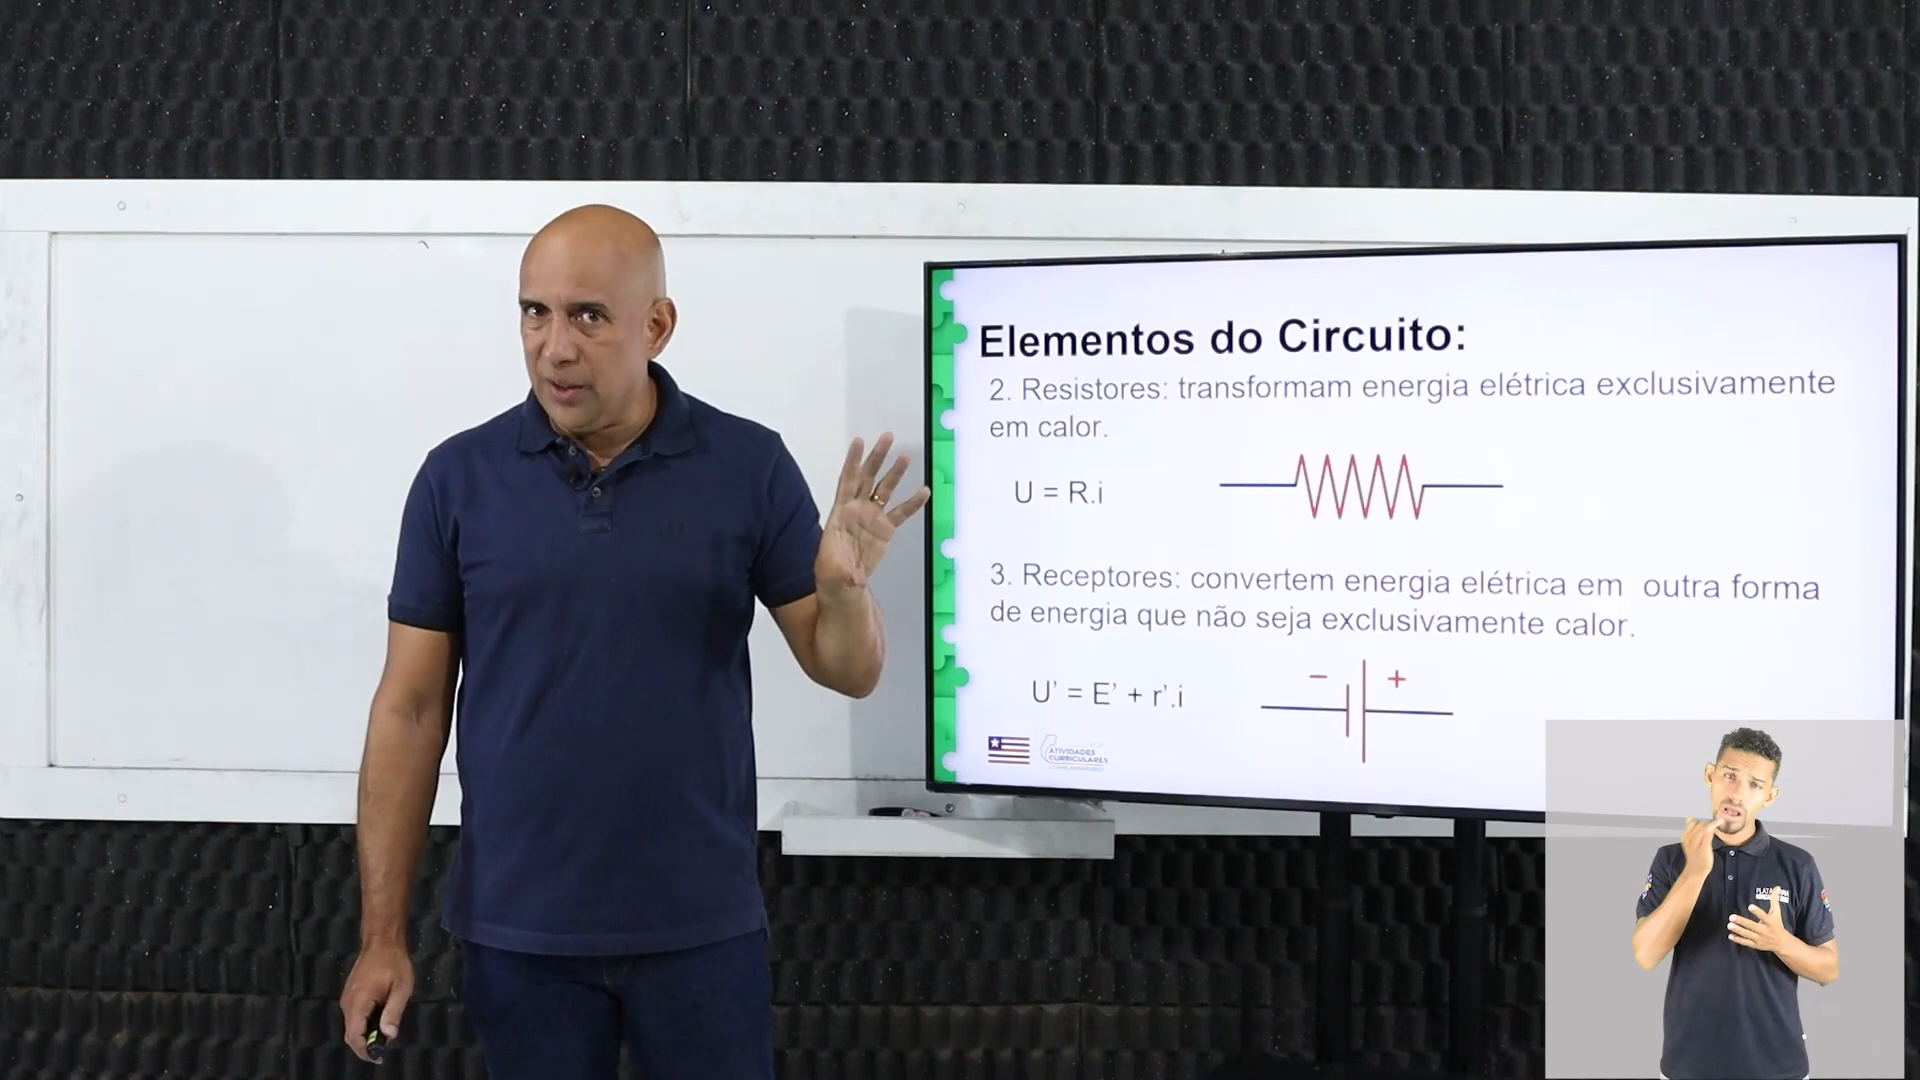 Elementos do Circuito:
2. Resistores: transformam energia elétrica exclusivamente
em calor.
U = R.i
3. Receptores: convertem energia elétrica em outra forma
de energia que não seja exclusivamente calor.
− +
U' = E' + r'.i
ATIVIDADES
CURRICULARES